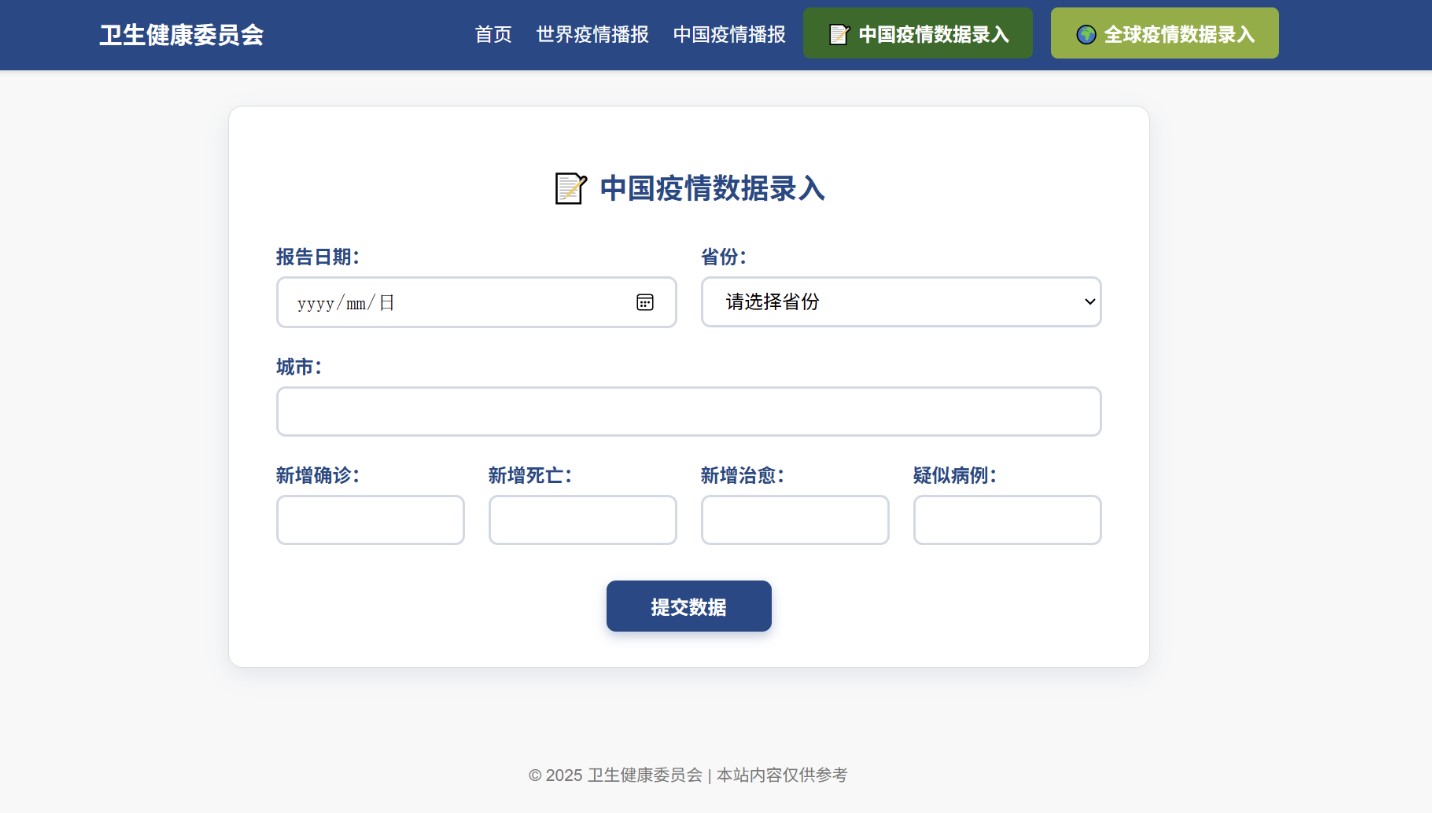 卫生健康委员会
首页 世界疫情播报 中国疫情播报 📝 中国疫情数据录入 🌍 全球疫情数据录入
📝 中国疫情数据录入
报告日期： 省份：
yyyy/mm/日 请选择省份
城市：
新增确诊： 新增死亡： 新增治愈： 疑似病例：
提交数据
© 2025 卫生健康委员会 | 本站内容仅供参考